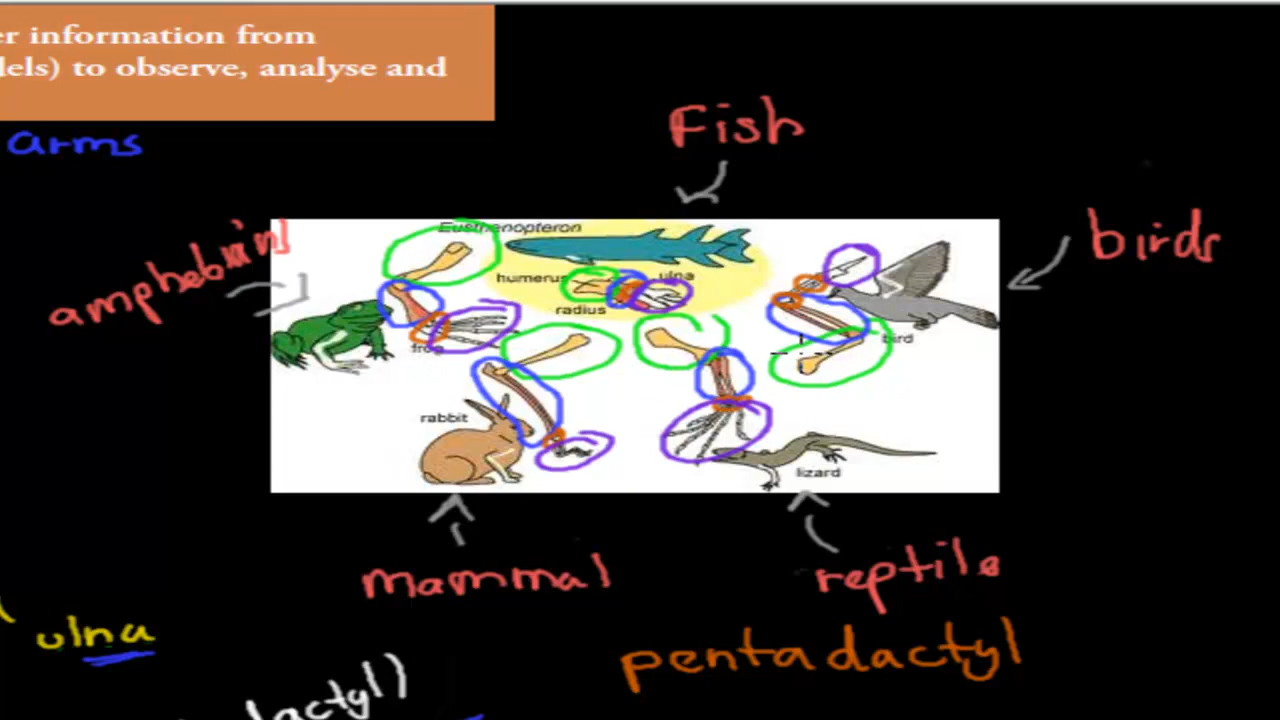 er information from
dels) to observe, analyse and
arms
Fish
amphebian
birds
Eusthenopteron
humerus
ulna
radius
frog
bird
rabbit
lizard
mammal
reptile
ulna
pentadactyl
dactyl)